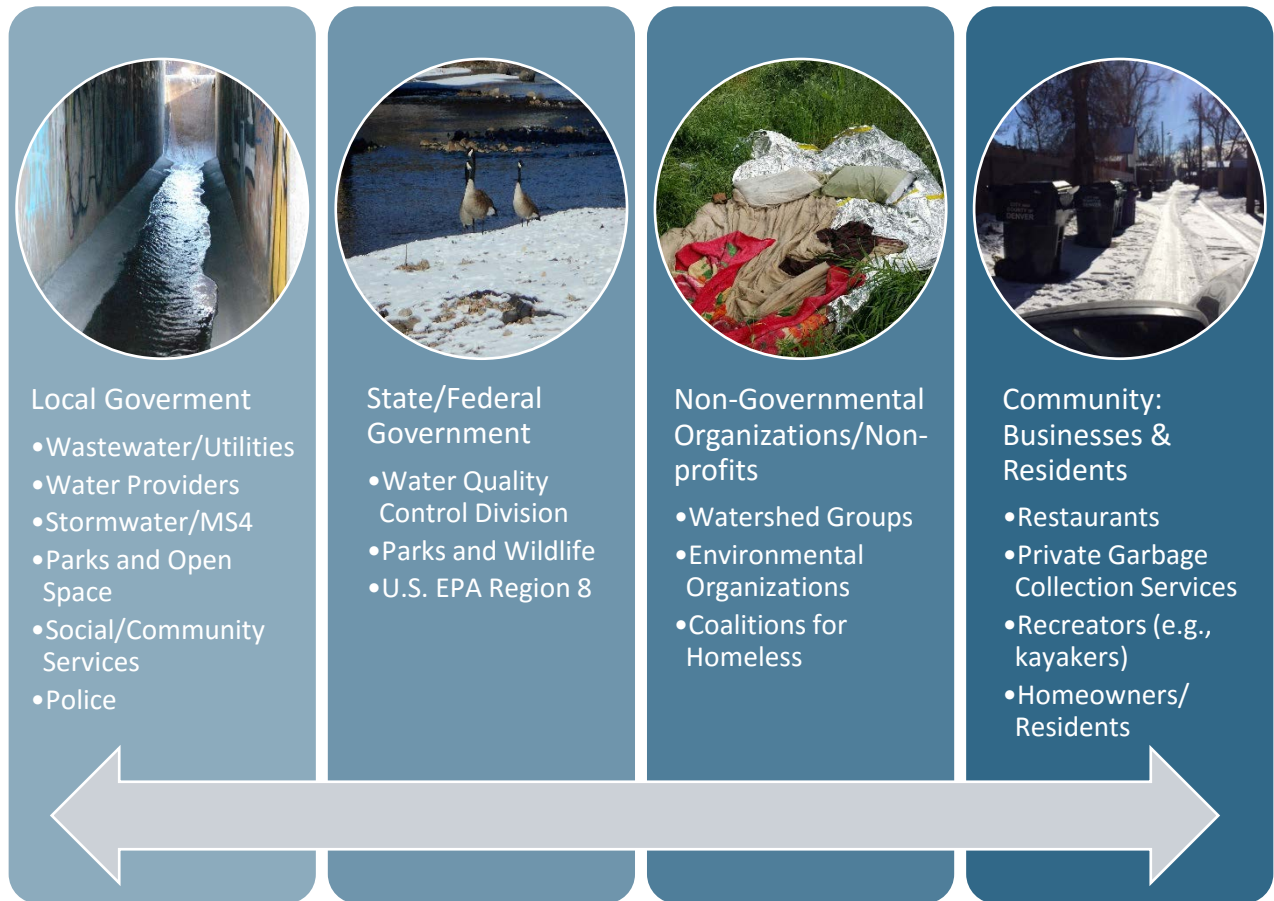 Local Goverment
•Wastewater/Utilities
•Water Providers
•Stormwater/MS4
•Parks and Open
Space
•Social/Community
Services
•Police
State/Federal
Government
•Water Quality
Control Division
•Parks and Wildlife
•U.S. EPA Region 8
Non-Governmental
Organizations/Non-
profits
•Watershed Groups
•Environmental
Organizations
•Coalitions for
Homeless
Community:
Businesses &
Residents
•Restaurants
•Private Garbage
Collection Services
•Recreators (e.g.,
kayakers)
•Homeowners/
Residents
DENVER